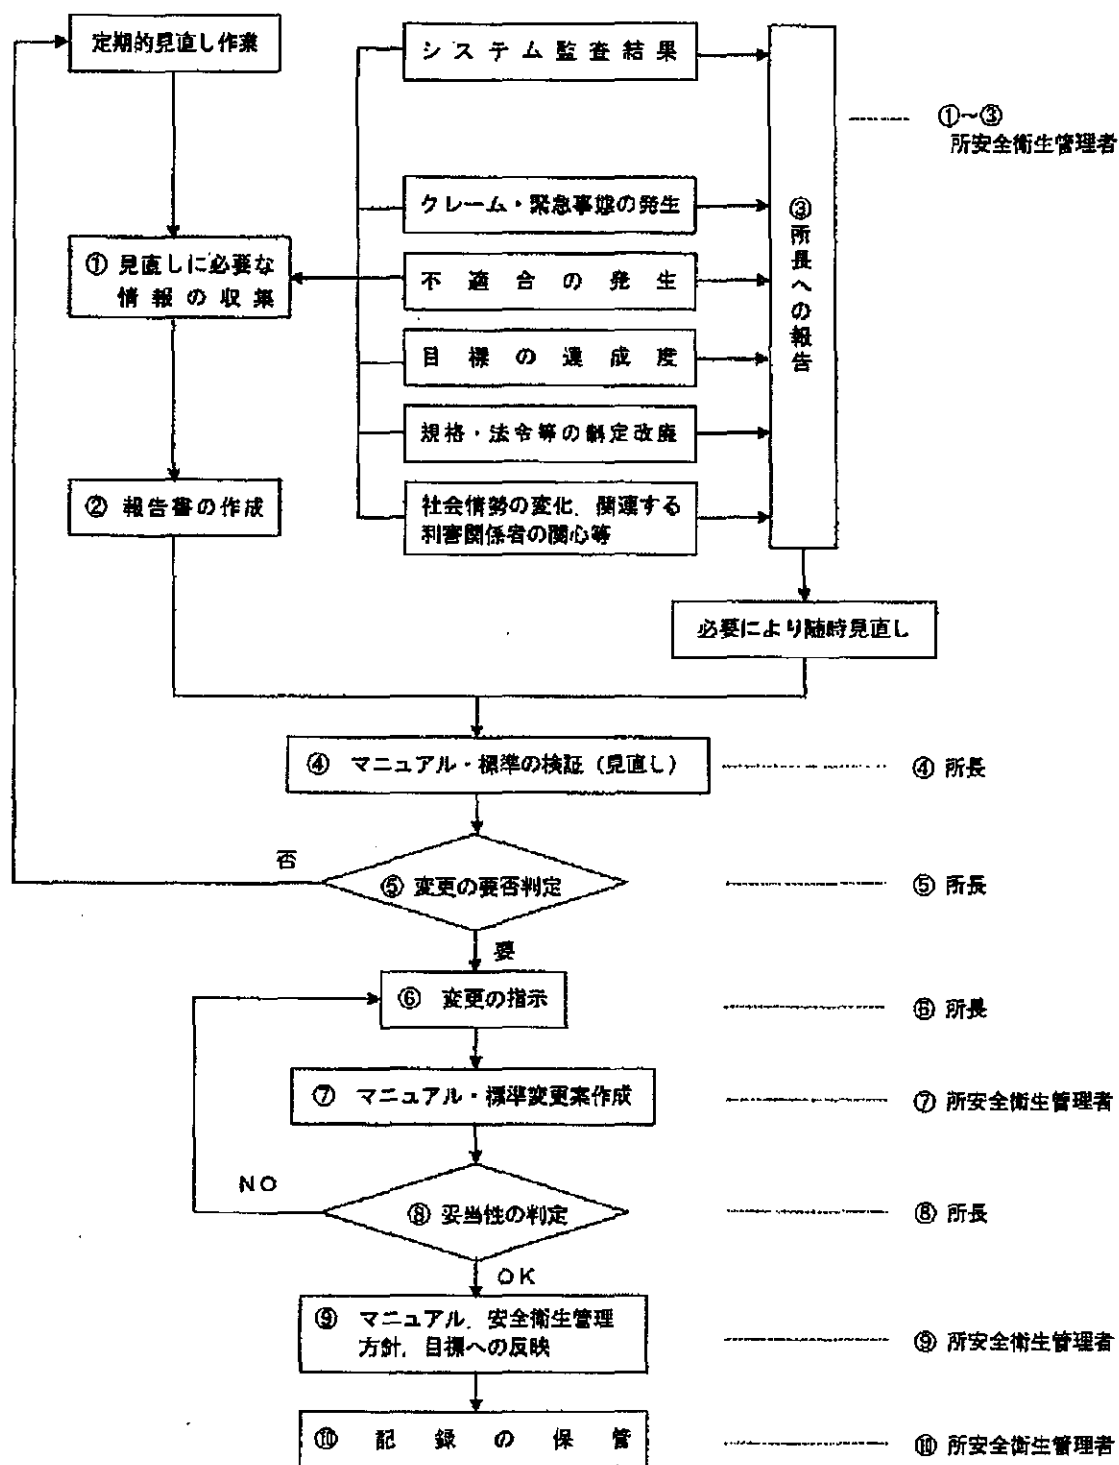 定期的見直し作業
システム監査結果
①~③
所安全衛生管理者
クレーム・緊急事態の発生
③所長への報告
① 見直しに必要な
情報の収集
不適合の発生
目標の達成度
規格・法令等の制定改廃
② 報告書の作成
社会情勢の変化、関連する
利害関係者の関心等
必要により随時見直し
④ マニュアル・標準の検証（見直し）
④ 所長
否
⑤ 変更の要否判定
⑤ 所長
要
⑥ 変更の指示
⑥ 所長
⑦ マニュアル・標準変更案作成
⑦ 所安全衛生管理者
NO
⑧ 妥当性の判定
⑧ 所長
OK
⑨ マニュアル、安全衛生管理
方針、目標への反映
⑨ 所安全衛生管理者
⑩ 記録の保管
⑩ 所安全衛生管理者